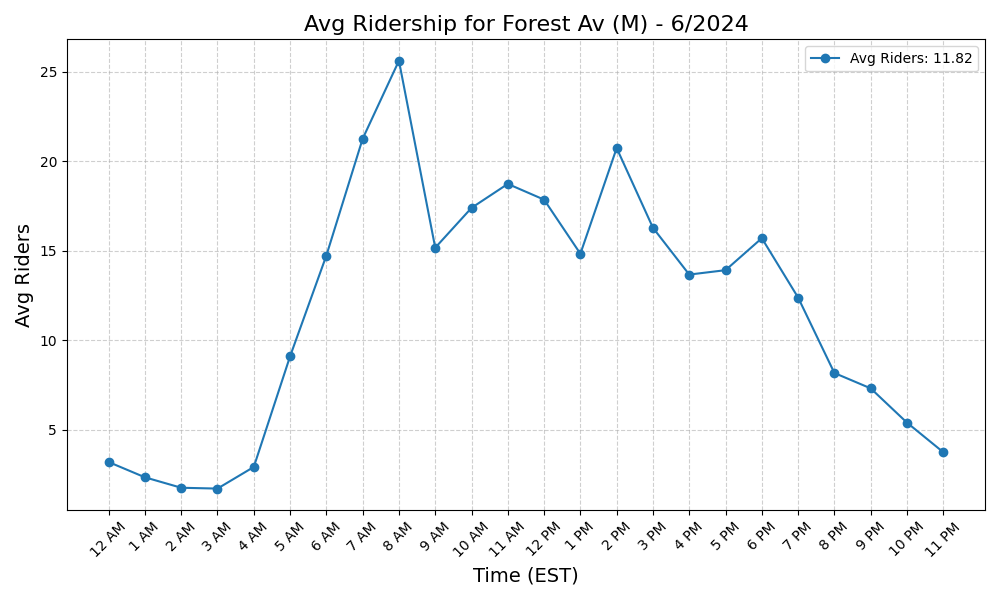 Avg Ridership for Forest Av (M) - 6/2024
Avg Riders: 11.82
Avg Riders
25
20
15
10
5
12 AM
1 AM
2 AM
3 AM
4 AM
5 AM
6 AM
7 AM
8 AM
9 AM
10 AM
11 AM
12 PM
1 PM
2 PM
3 PM
4 PM
5 PM
6 PM
7 PM
8 PM
9 PM
10 PM
11 PM
Time (EST)